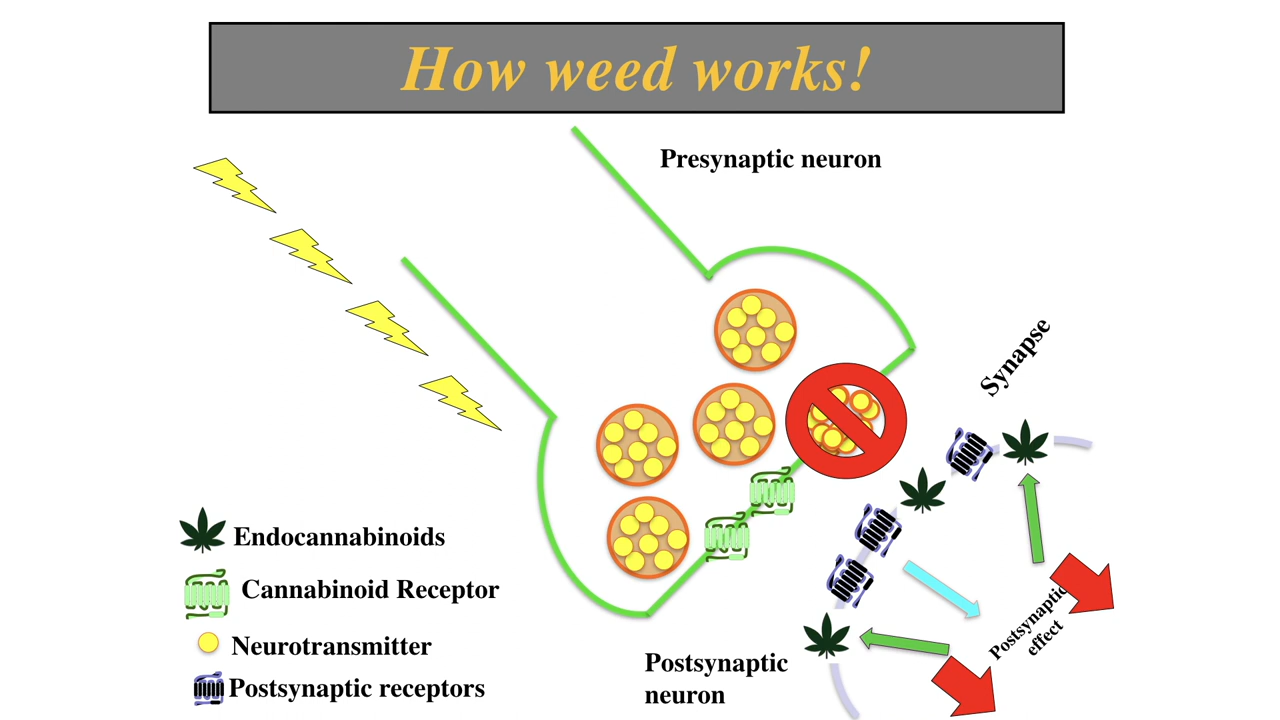 How weed works!
Presynaptic neuron
Synapse
Endocannabinoids
Cannabinoid Receptor
Neurotransmitter
Postsynaptic receptors
Postsynaptic
neuron
Postsynaptic
effect